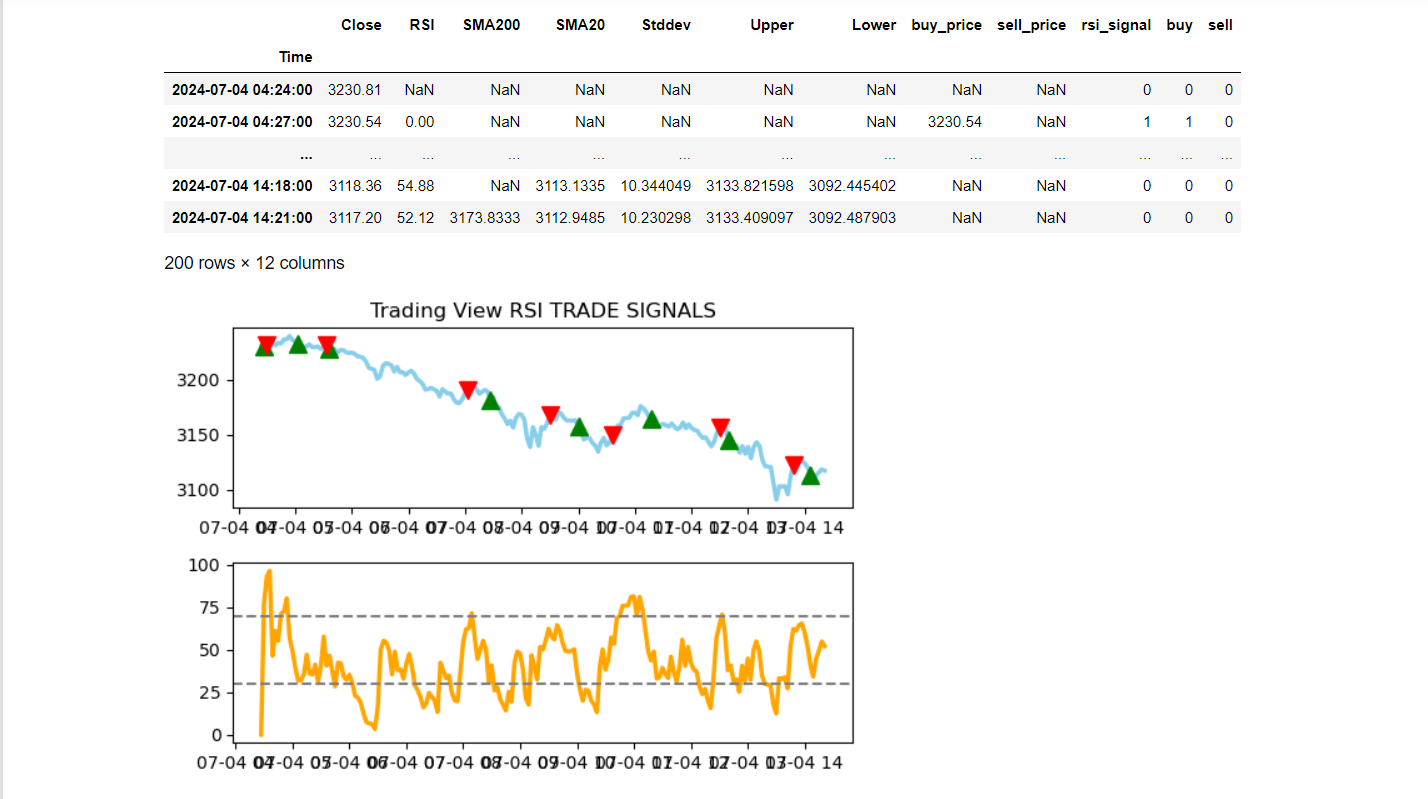 Close RSI SMA200 SMA20 Stddev Upper Lower buy_price sell_price rsi_signal buy sell
Time
2024-07-04 04:24:00 3230.81 NaN NaN NaN NaN NaN NaN NaN NaN 0 0 0
2024-07-04 04:27:00 3230.54 0.00 NaN NaN NaN NaN NaN 3230.54 NaN 1 1 0
... ... ... ... ... ... ... ... ... ... ... ... ...
2024-07-04 14:18:00 3118.36 54.88 NaN 3113.1335 10.344049 3133.821598 3092.445402 NaN NaN 0 0 0
2024-07-04 14:21:00 3117.20 52.12 3173.8333 3112.9485 10.230298 3133.409097 3092.487903 NaN NaN 0 0 0
200 rows × 12 columns
Trading View RSI TRADE SIGNALS
3200
3150
3100
07-04 04 07-04 05 07-04 06 07-04 07 07-04 08 07-04 09 07-04 10 07-04 11 07-04 12 07-04 13 07-04 14
100
75
50
25
0
07-04 04 07-04 05 07-04 06 07-04 07 07-04 08 07-04 09 07-04 10 07-04 11 07-04 12 07-04 13 07-04 14